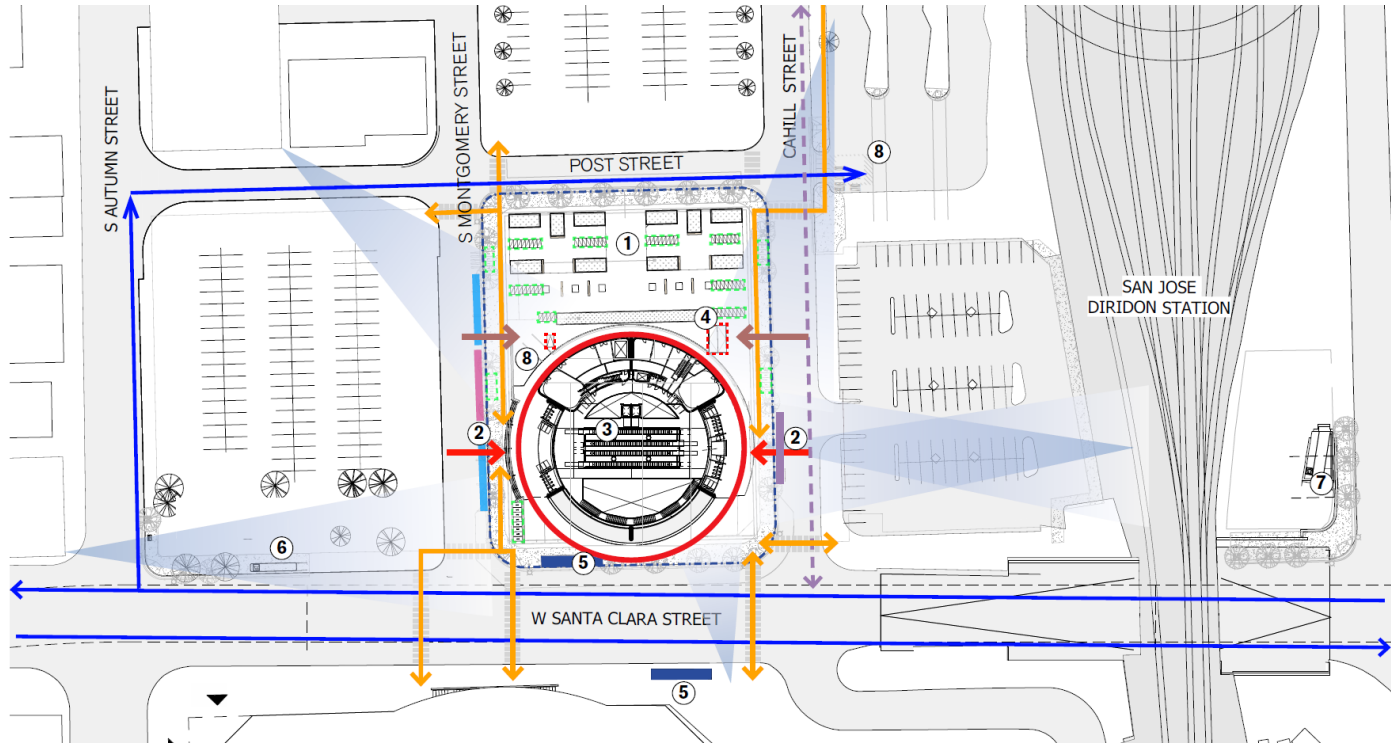 S AUTUMN STREET
S MONTGOMERY STREET
CAHILL STREET
POST STREET
8
1
SAN JOSE
DIRIDON STATION
4
8
2
3
2
7
6
5
W SANTA CLARA STREET
5